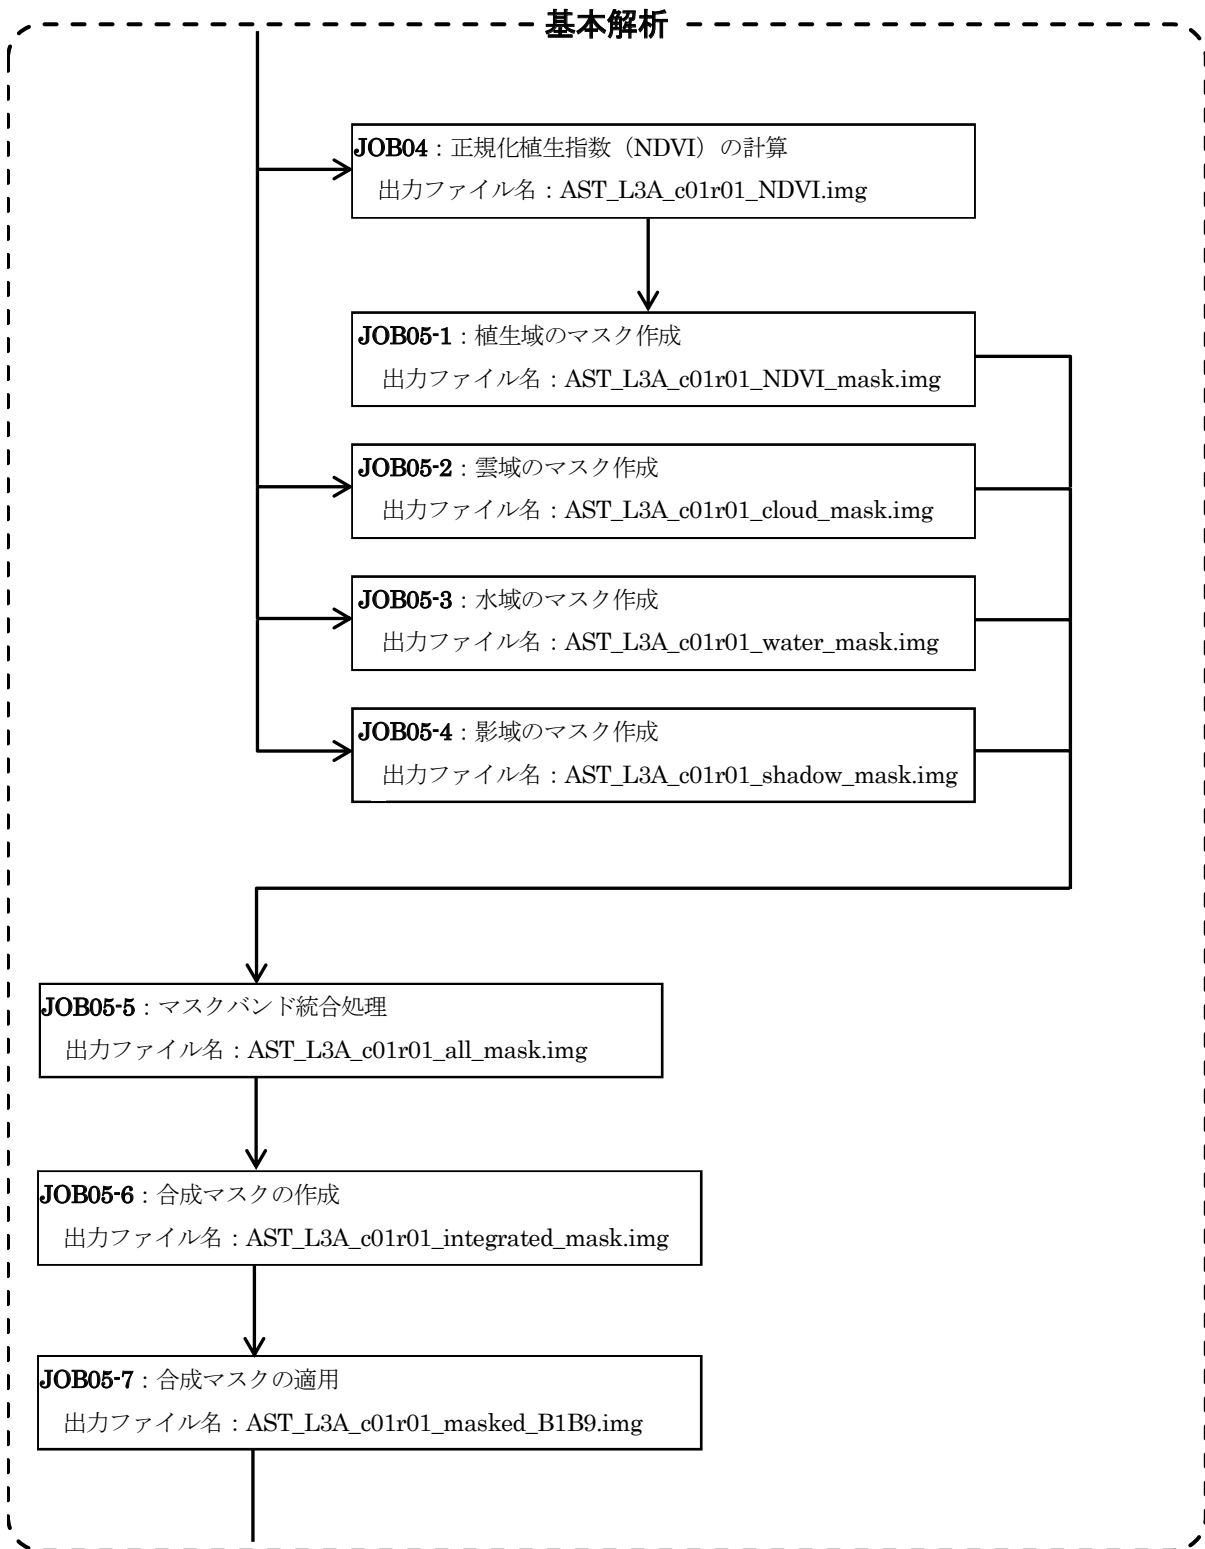 基本解析
JOB04：正規化植生指数（NDVI）の計算
出力ファイル名：AST_L3A_c01r01_NDVI.img
JOB05-1：植生域のマスク作成
出力ファイル名：AST_L3A_c01r01_NDVI_mask.img
JOB05-2：雲域のマスク作成
出力ファイル名：AST_L3A_c01r01_cloud_mask.img
JOB05-3：水域のマスク作成
出力ファイル名：AST_L3A_c01r01_water_mask.img
JOB05-4：影域のマスク作成
出力ファイル名：AST_L3A_c01r01_shadow_mask.img
JOB05-5：マスクバンド統合処理
出力ファイル名：AST_L3A_c01r01_all_mask.img
JOB05-6：合成マスクの作成
出力ファイル名：AST_L3A_c01r01_integrated_mask.img
JOB05-7：合成マスクの適用
出力ファイル名：AST_L3A_c01r01_masked_B1B9.img